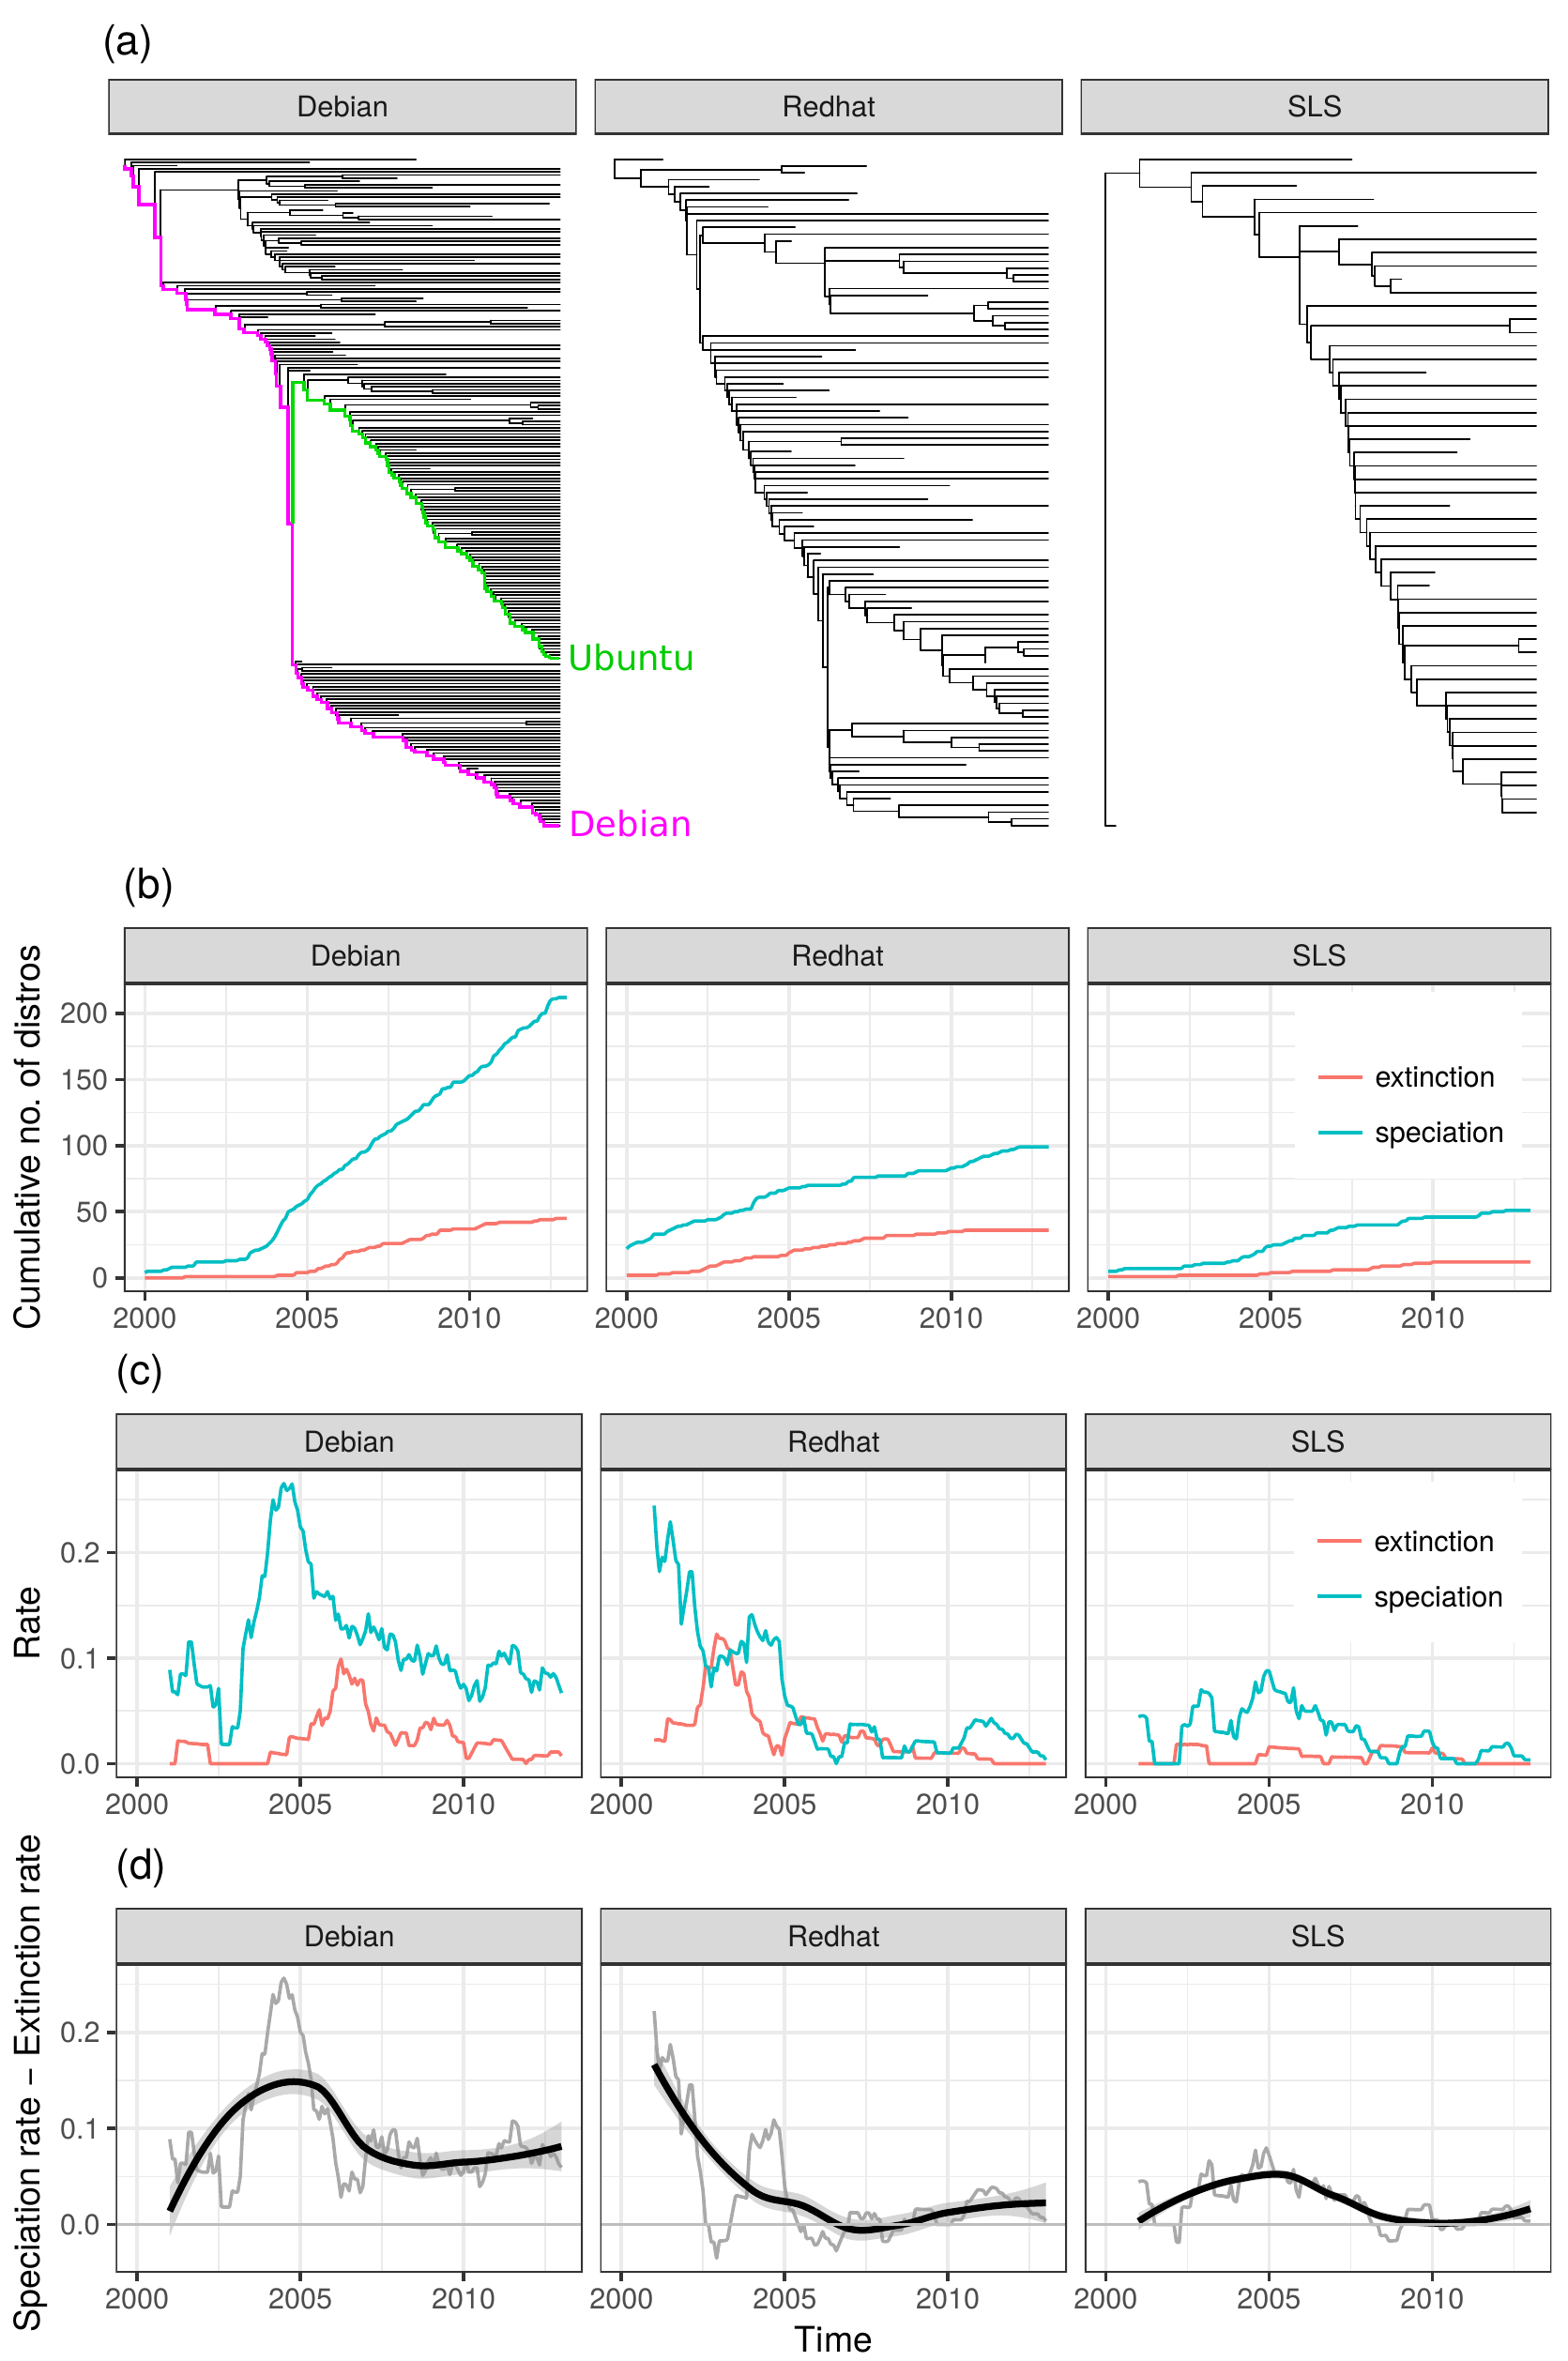 (a)
Debian Redhat SLS
Ubuntu
Debian
(b)
Debian Redhat SLS
Cumulative no. of distros
200
150
100
50
0
extinction
speciation
2000 2005 2010 2000 2005 2010 2000 2005 2010
(c)
Debian Redhat SLS
Rate
0.2
0.1
0.0
extinction
speciation
2000 2005 2010 2000 2005 2010 2000 2005 2010
(d)
Debian Redhat SLS
Speciation rate − Extinction rate
0.2
0.1
0.0
2000 2005 2010 2000 2005 2010 2000 2005 2010
Time